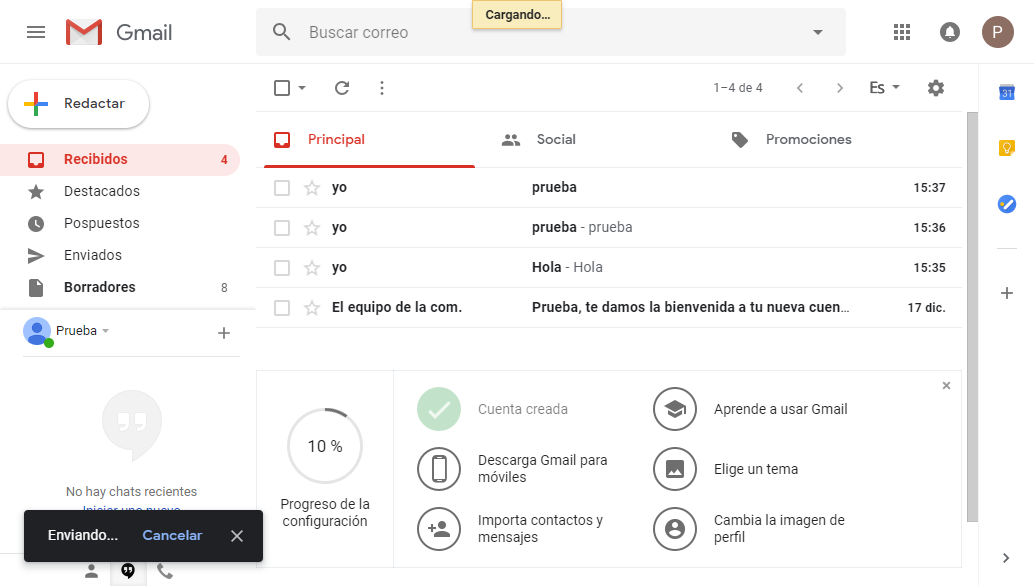 Cargando...
Gmail
Buscar correo
P
Redactar
1–4 de 4
Es
31
Principal
Social
Promociones
Recibidos
4
Destacados
Pospuestos
Enviados
Borradores
8
yo prueba 15:37
yo prueba - prueba 15:36
yo Hola - Hola 15:35
El equipo de la com. Prueba, te damos la bienvenida a tu nueva cuen... 17 dic.
Prueba
No hay chats recientes
Iniciar uno nuevo
10 %
Progreso de la
configuración
Cuenta creada
Descarga Gmail para
móviles
Importa contactos y
mensajes
Aprende a usar Gmail
Elige un tema
Cambia la imagen de
perfil
Enviando...
Cancelar